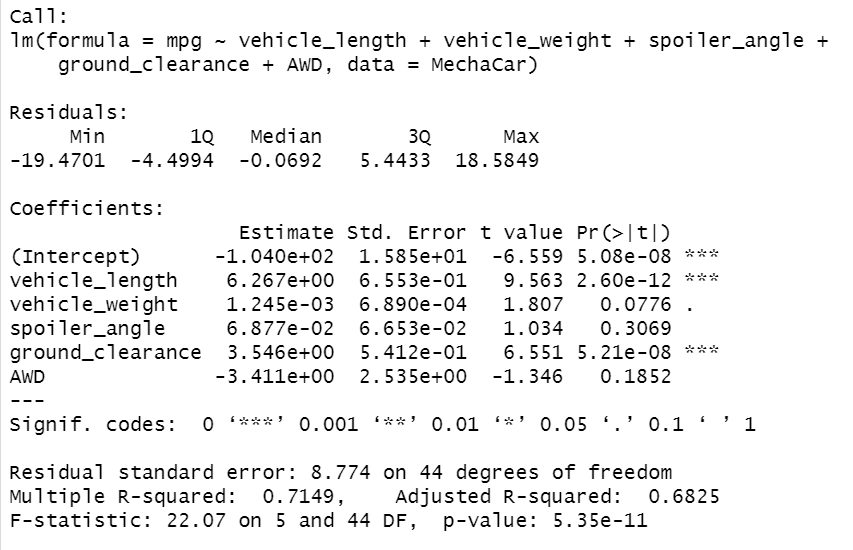 Call:
lm(formula = mpg ~ vehicle_length + vehicle_weight + spoiler_angle +
    ground_clearance + AWD, data = MechaCar)

Residuals:
     Min       1Q   Median       3Q      Max
-19.4701  -4.4994  -0.0692   5.4433  18.5849

Coefficients:
                   Estimate Std. Error t value Pr(>|t|)
(Intercept)      -1.040e+02  1.585e+01  -6.559 5.08e-08 ***
vehicle_length    6.267e+00  6.553e-01   9.563 2.60e-12 ***
vehicle_weight    1.245e-03  6.890e-04   1.807   0.0776 .
spoiler_angle     6.877e-02  6.653e-02   1.034   0.3069
ground_clearance  3.546e+00  5.412e-01   6.551 5.21e-08 ***
AWD              -3.411e+00  2.535e+00  -1.346   0.1852
---
Signif. codes:  0 ‘***’ 0.001 ‘**’ 0.01 ‘*’ 0.05 ‘.’ 0.1 ‘ ’ 1

Residual standard error: 8.774 on 44 degrees of freedom
Multiple R-squared:  0.7149,	Adjusted R-squared:  0.6825
F-statistic: 22.07 on 5 and 44 DF,  p-value: 5.35e-11